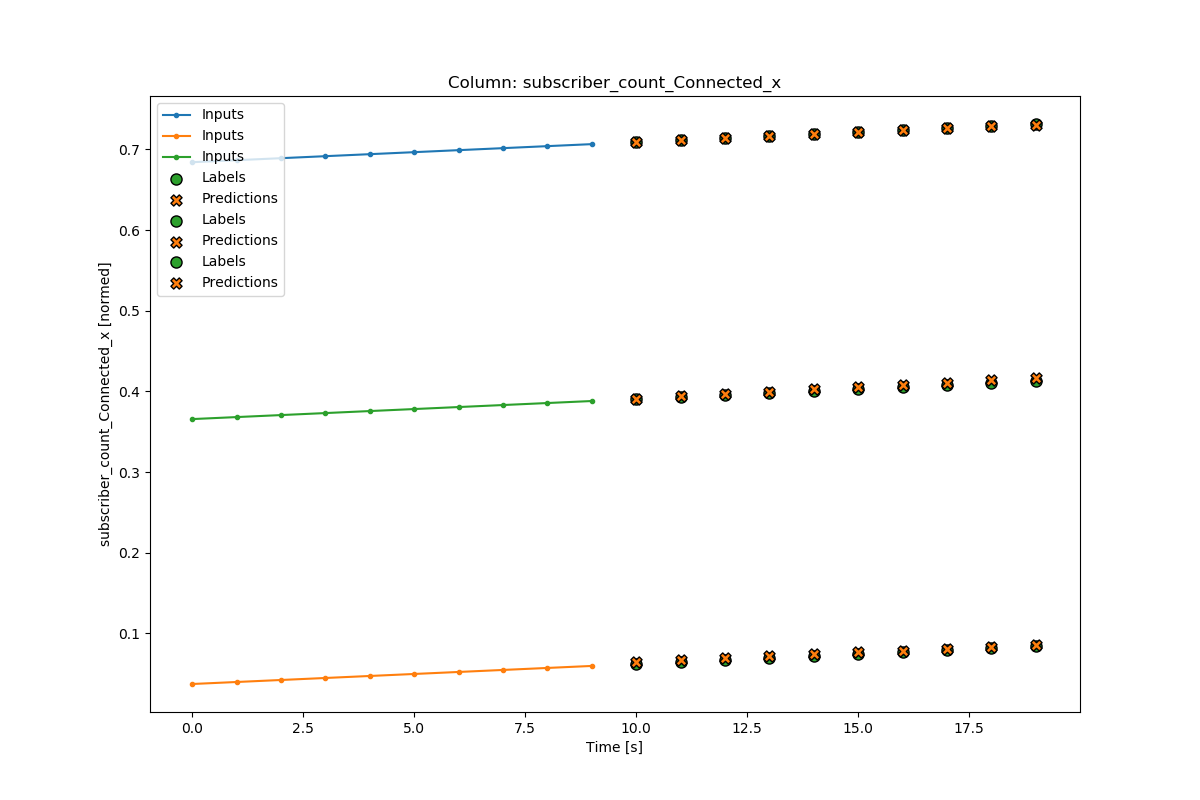 Column: subscriber_count_Connected_x
Inputs
Inputs
Inputs
Labels
Predictions
Labels
Predictions
Labels
Predictions
subscriber_count_Connected_x [normed]
0.7
0.6
0.5
0.4
0.3
0.2
0.1
0.0 2.5 5.0 7.5 10.0 12.5 15.0 17.5
Time [s]